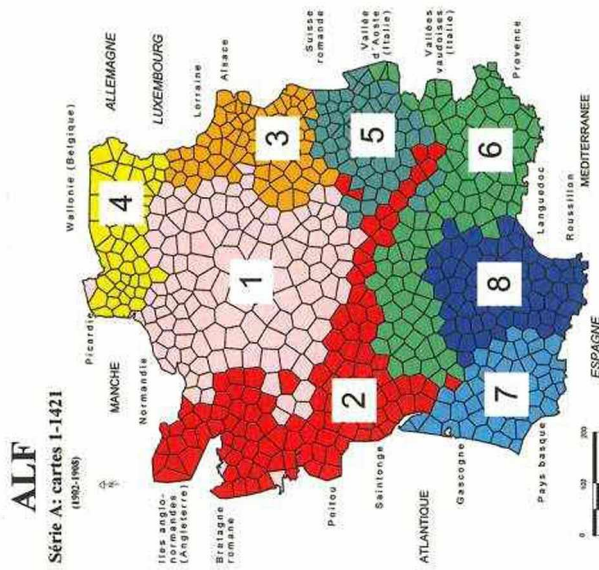 ALF
Série A: cartes 1-1421
(1902-1908)
N
Wallonie (Belgique)
ALLEMAGNE
LUXEMBOURG
Picardie
MANCHE
Normandie
Lorraine
Alsace
Iles anglo-
normandes
(Angleterre)
Bretagne
romane
Suisse
romande
Vallée
d'Aoste
(Italie)
Vallées
vaudoises
(Italie)
Poitou
Saintonge
ATLANTIQUE
Gascogne
Pays basque
Provence
Languedoc
Roussillon
MEDITERRANEE
ESPAGNE
4
3
1
5
2
6
8
7
0 100 200